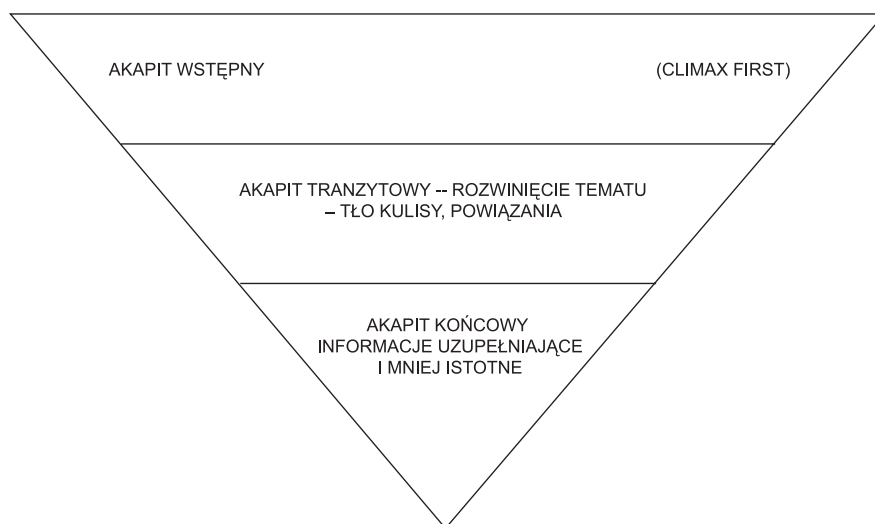 AKAPIT WSTĘPNY (CLIMAX FIRST)
AKAPIT TRANZYTOWY -- ROZWINIĘCIE TEMATU
– TŁO KULISY, POWIĄZANIA
AKAPIT KOŃCOWY
INFORMACJE UZUPEŁNIAJĄCE
I MNIEJ ISTOTNE